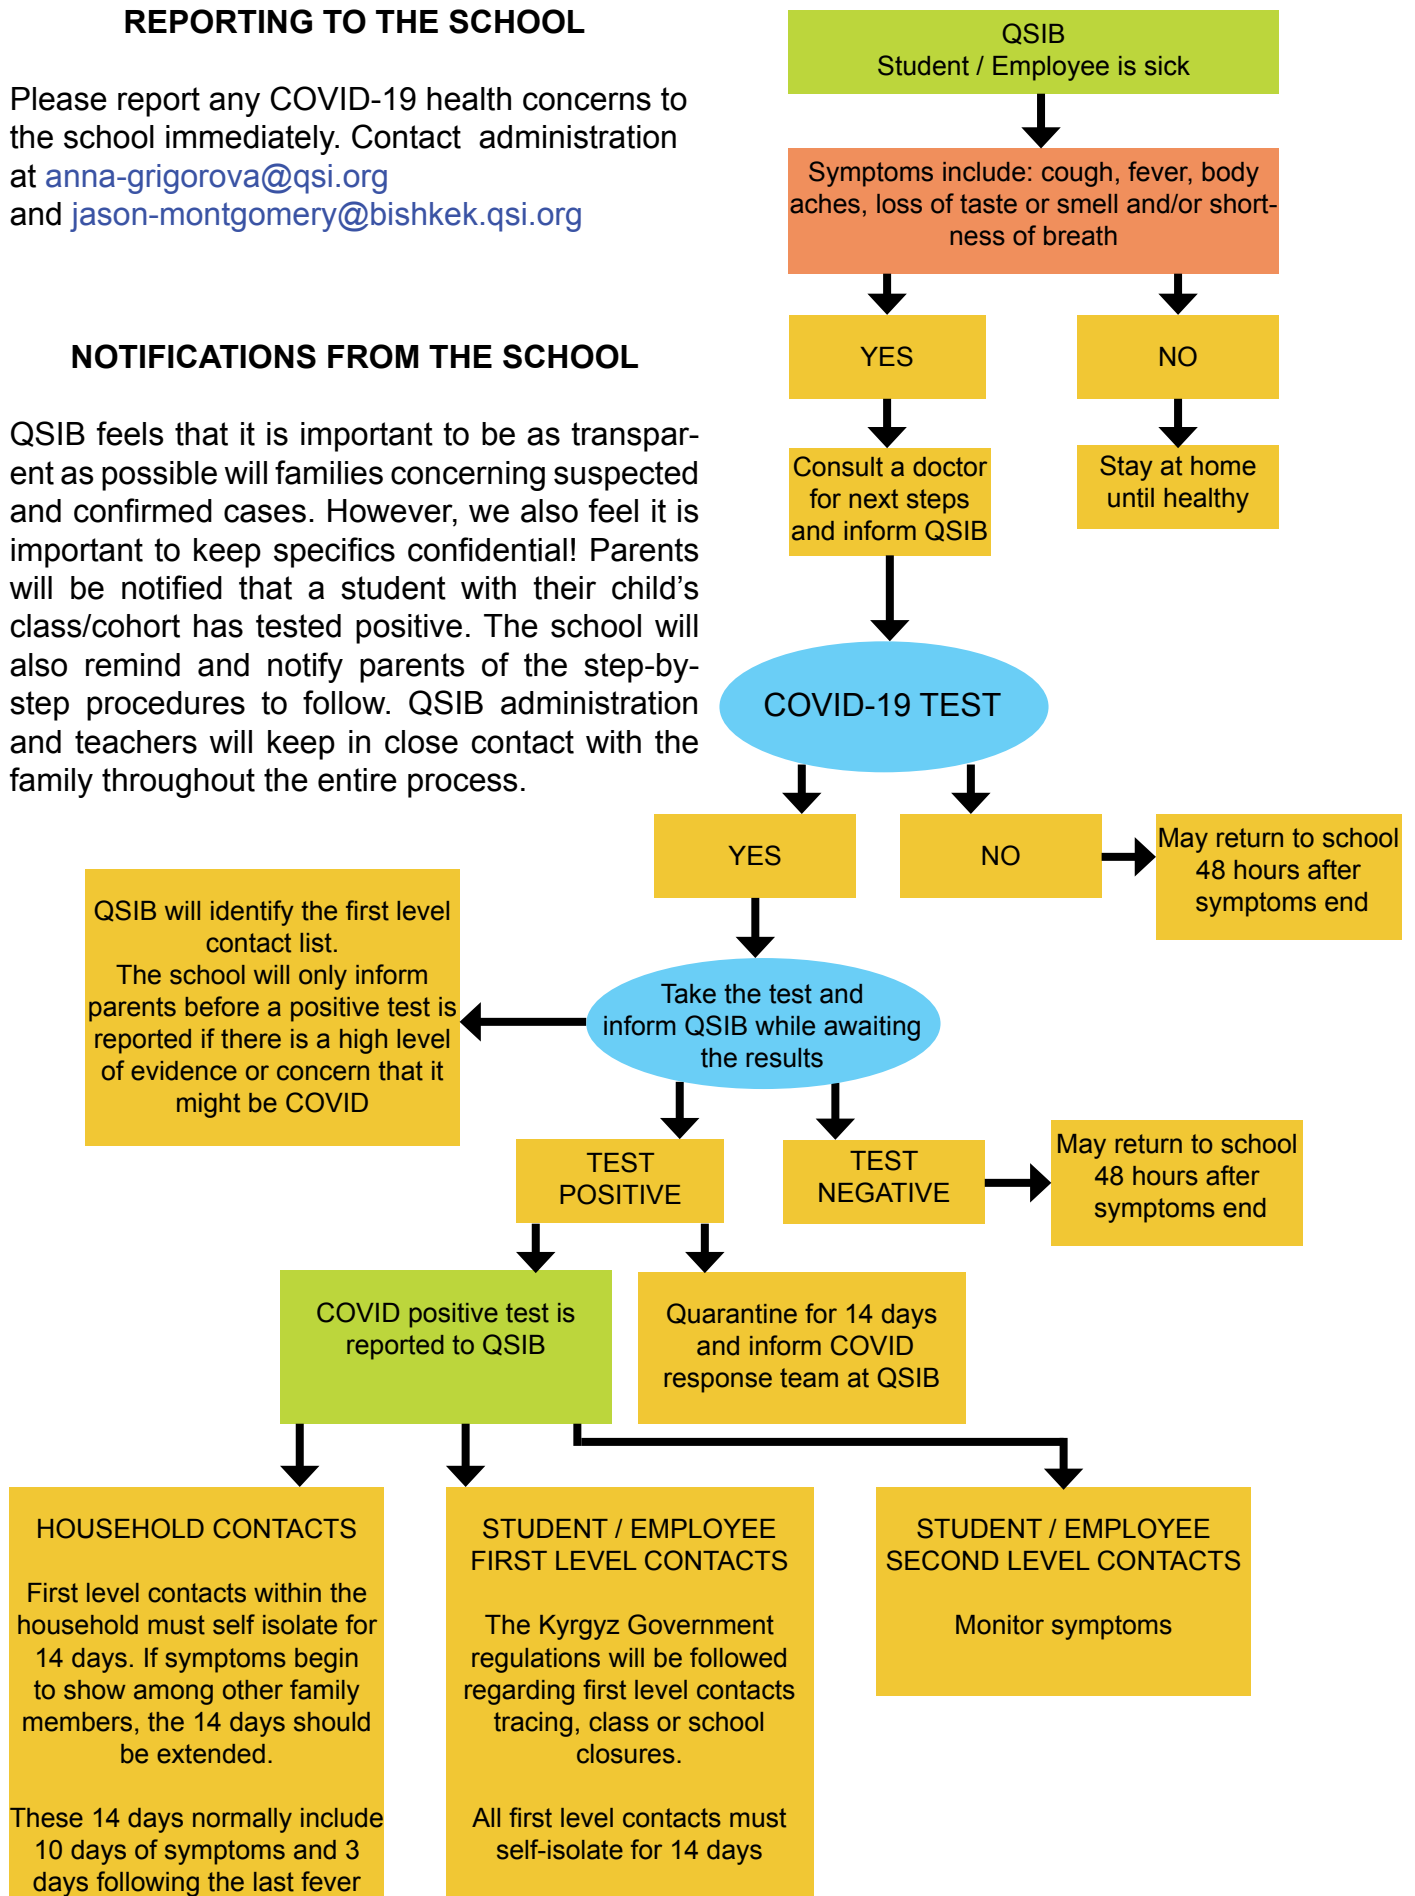 REPORTING TO THE SCHOOL
Please report any COVID-19 health concerns to
the school immediately. Contact  administration
at anna-grigorova@qsi.org
and jason-montgomery@bishkek.qsi.org
NOTIFICATIONS FROM THE SCHOOL
QSIB feels that it is important to be as transpar-
ent as possible will families concerning suspected
and confirmed cases. However, we also feel it is
important to keep specifics confidential! Parents
will be notified that a student with their child’s
class/cohort has tested positive. The school will
also remind and notify parents of the step-by-
step procedures to follow. QSIB administration
and teachers will keep in close contact with the
family throughout the entire process.
QSIB
Student / Employee is sick
Symptoms include: cough, fever, body
aches, loss of taste or smell and/or short-
ness of breath
YES
NO
Consult a doctor
for next steps
and inform QSIB
Stay at home
until healthy
COVID-19 TEST
YES
NO
May return to school
48 hours after
symptoms end
QSIB will identify the first level
contact list.
The school will only inform
parents before a positive test is
reported if there is a high level
of evidence or concern that it
might be COVID
Take the test and
inform QSIB while awaiting
the results
TEST
POSITIVE
TEST
NEGATIVE
May return to school
48 hours after
symptoms end
COVID positive test is
reported to QSIB
Quarantine for 14 days
and inform COVID
response team at QSIB
HOUSEHOLD CONTACTS
First level contacts within the
household must self isolate for
14 days. If symptoms begin
to show among other family
members, the 14 days should
be extended.
These 14 days normally include
10 days of symptoms and 3
days following the last fever
STUDENT / EMPLOYEE
FIRST LEVEL CONTACTS
The Kyrgyz Government
regulations will be followed
regarding first level contacts
tracing, class or school
closures.
All first level contacts must
self-isolate for 14 days
STUDENT / EMPLOYEE
SECOND LEVEL CONTACTS
Monitor symptoms